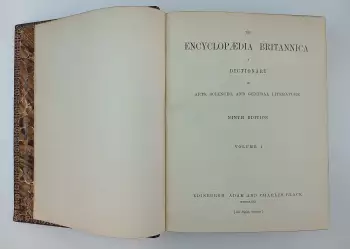 THE
ENCYCLOPÆDIA BRITANNICA
A
DICTIONARY
OF
ARTS, SCIENCES, AND GENERAL LITERATURE
NINTH EDITION
VOLUME I
EDINBURGH: ADAM AND CHARLES BLACK